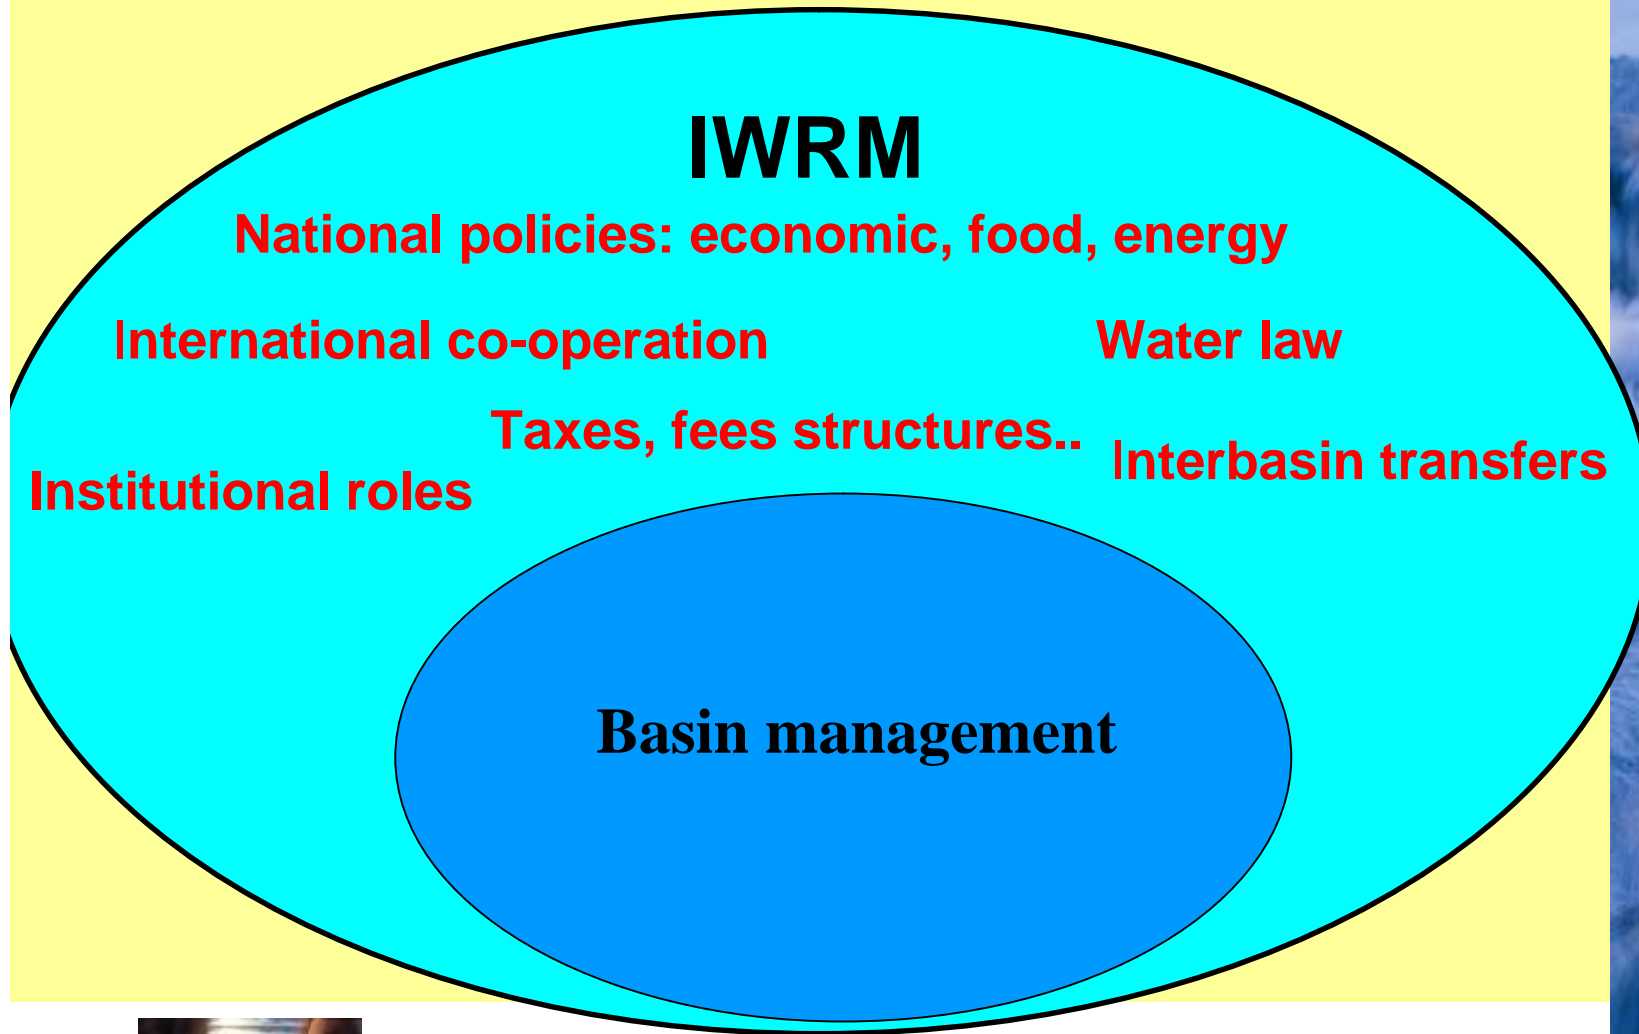 IWRM
National policies: economic, food, energy
International co-operation
Water law
Taxes, fees structures..
Interbasin transfers
Institutional roles
Basin management